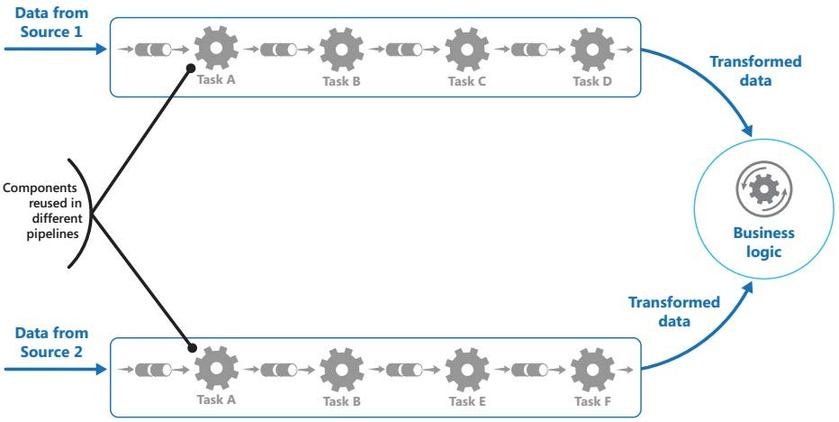 Data from
Source 1
Task A
Task B
Task C
Task D
Transformed
data
Components
reused in
different
pipelines
Business
logic
Transformed
data
Data from
Source 2
Task A
Task B
Task E
Task F